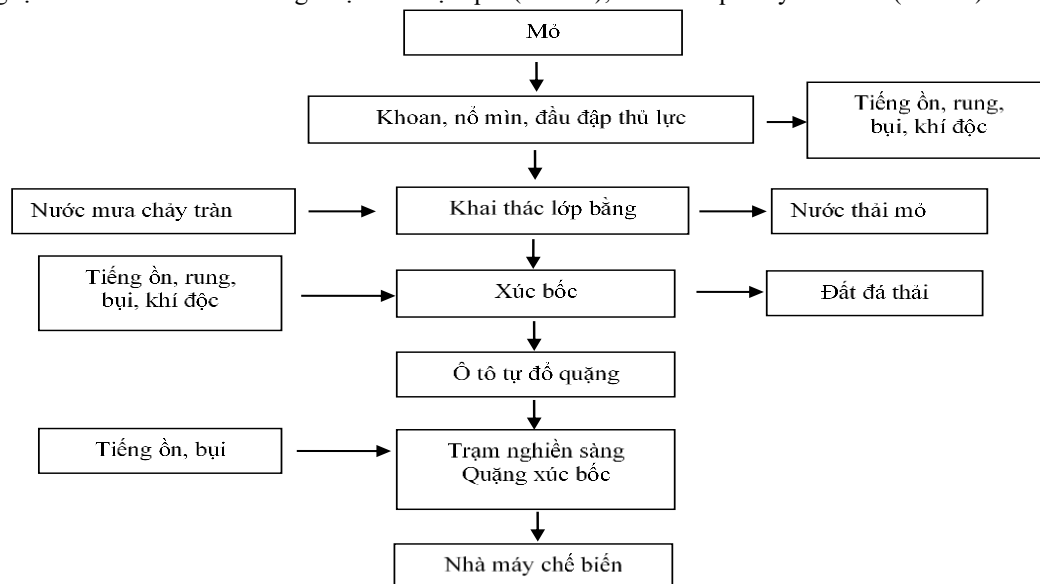 Mỏ
Khoan, nổ mìn, đầu đập thủ lực
Tiếng ồn, rung,
bụi, khí độc
Nước mưa chảy tràn
Khai thác lớp bằng
Nước thải mỏ
Tiếng ồn, rung,
bụi, khí độc
Xúc bốc
Đất đá thải
Ô tô tự đổ quặng
Tiếng ồn, bụi
Trạm nghiền sàng
Quặng xúc bốc
Nhà máy chế biến